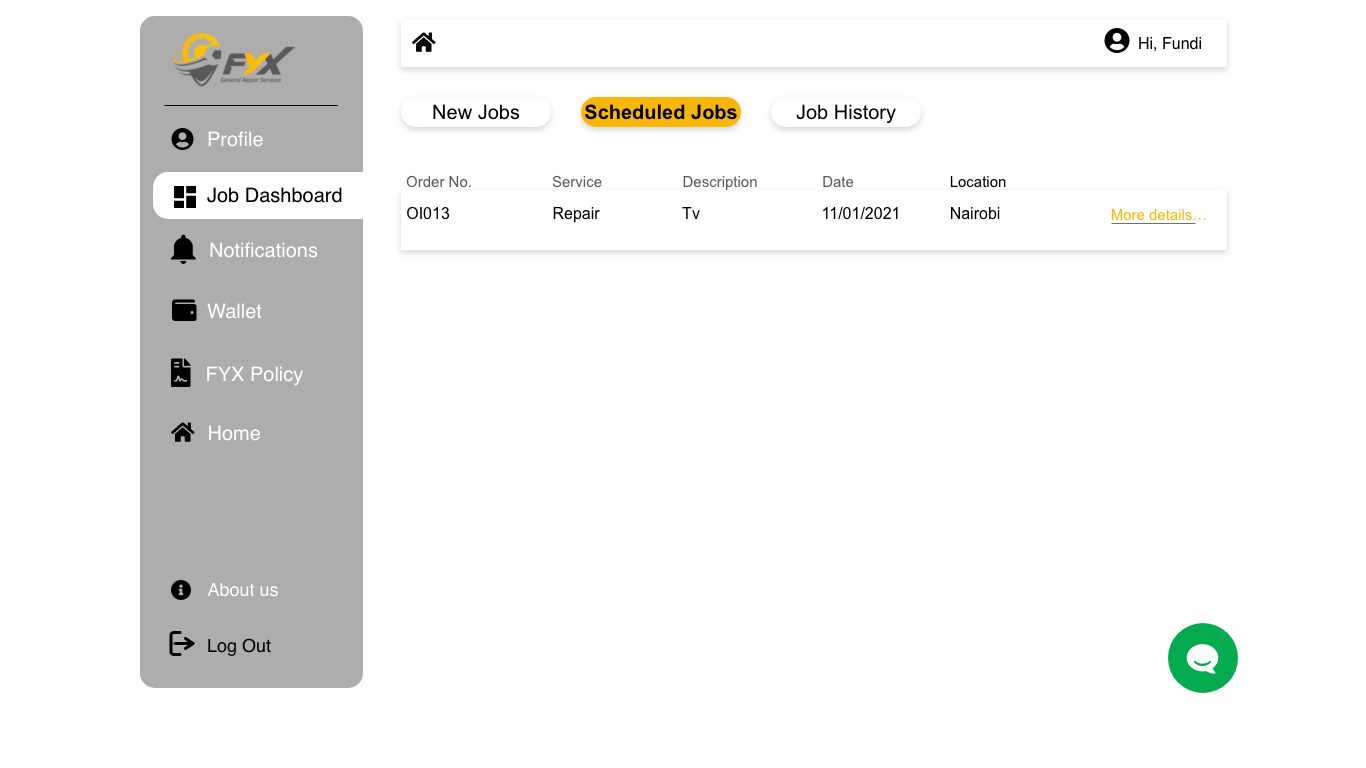 FYX
General Repair Services
Profile
Job Dashboard
Notifications
Wallet
FYX Policy
Home
About us
Log Out
Hi, Fundi
New Jobs Scheduled Jobs Job History
Order No. Service Description Date Location
OI013 Repair Tv 11/01/2021 Nairobi More details…